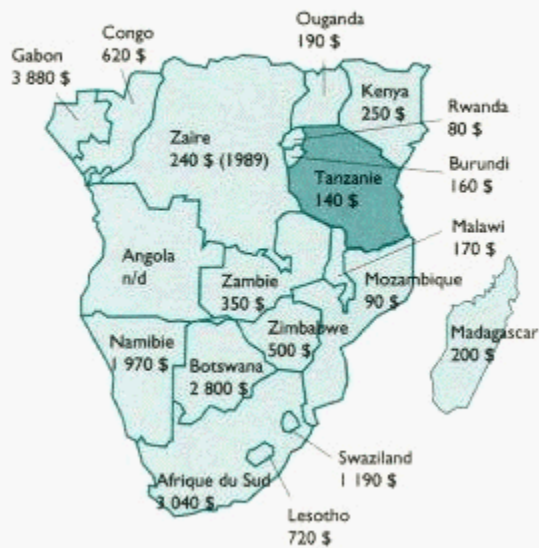 Ouganda
190 $
Congo
620 $
Gabon
3 880 $
Kenya
250 $
Rwanda
80 $
Zaire
240 $ (1989)
Burundi
160 $
Tanzanie
140 $
Malawi
170 $
Angola
n/d
Zambie
350 $
Mozambique
90 $
Namibie
1 970 $
Zimbabwe
500 $
Madagascar
200 $
Botswana
2 800 $
Swaziland
1 190 $
Afrique du Sud
3 040 $
Lesotho
720 $